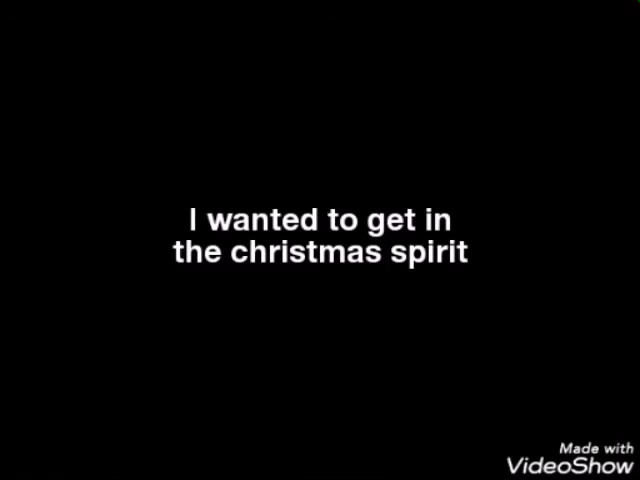 I wanted to get in
the christmas spirit
Made with
VideoShow